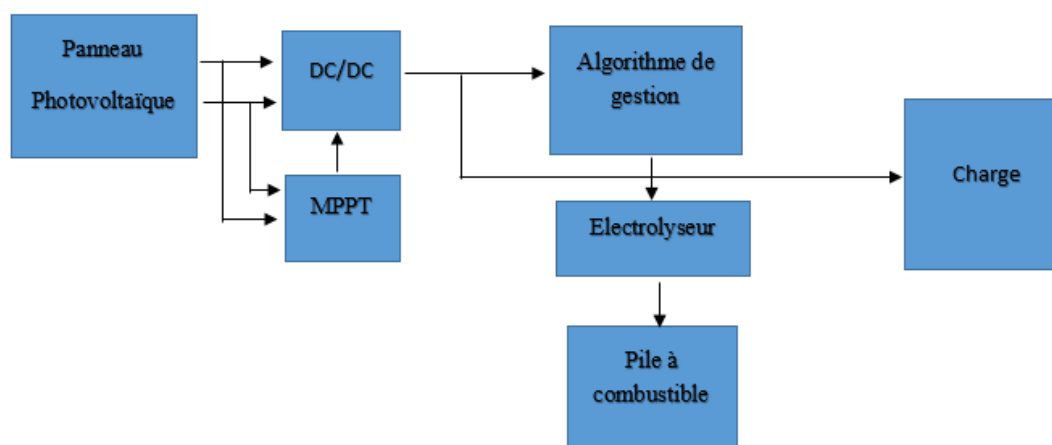 Panneau
Photovoltaïque
DC/DC
MPPT
Algorithme de
gestion
Electrolyseur
Pile à
combustible
Charge